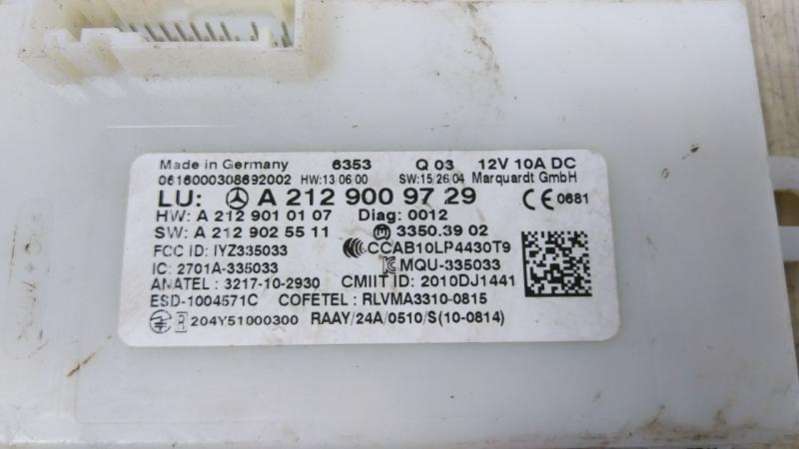 Made in Germany 6353 Q 03 12V 10A DC
0616000308692002 HW:13 06 00 SW:15 26 04 Marquardt GmbH
LU: A 212 900 97 29 CE 0681
HW: A 212 901 01 07 Diag: 0012
SW: A 212 902 55 11 3350.39 02
FCC ID: IYZ335033 CCAB10LP4430T9
IC: 2701A-335033 MQU-335033
ANATEL : 3217-10-2930 CMIIT ID: 2010DJ1441
ESD-1004571C COFETEL : RLVMA3310-0815
R 204Y51000300 RAAY/24A/0510/S(10-0814)